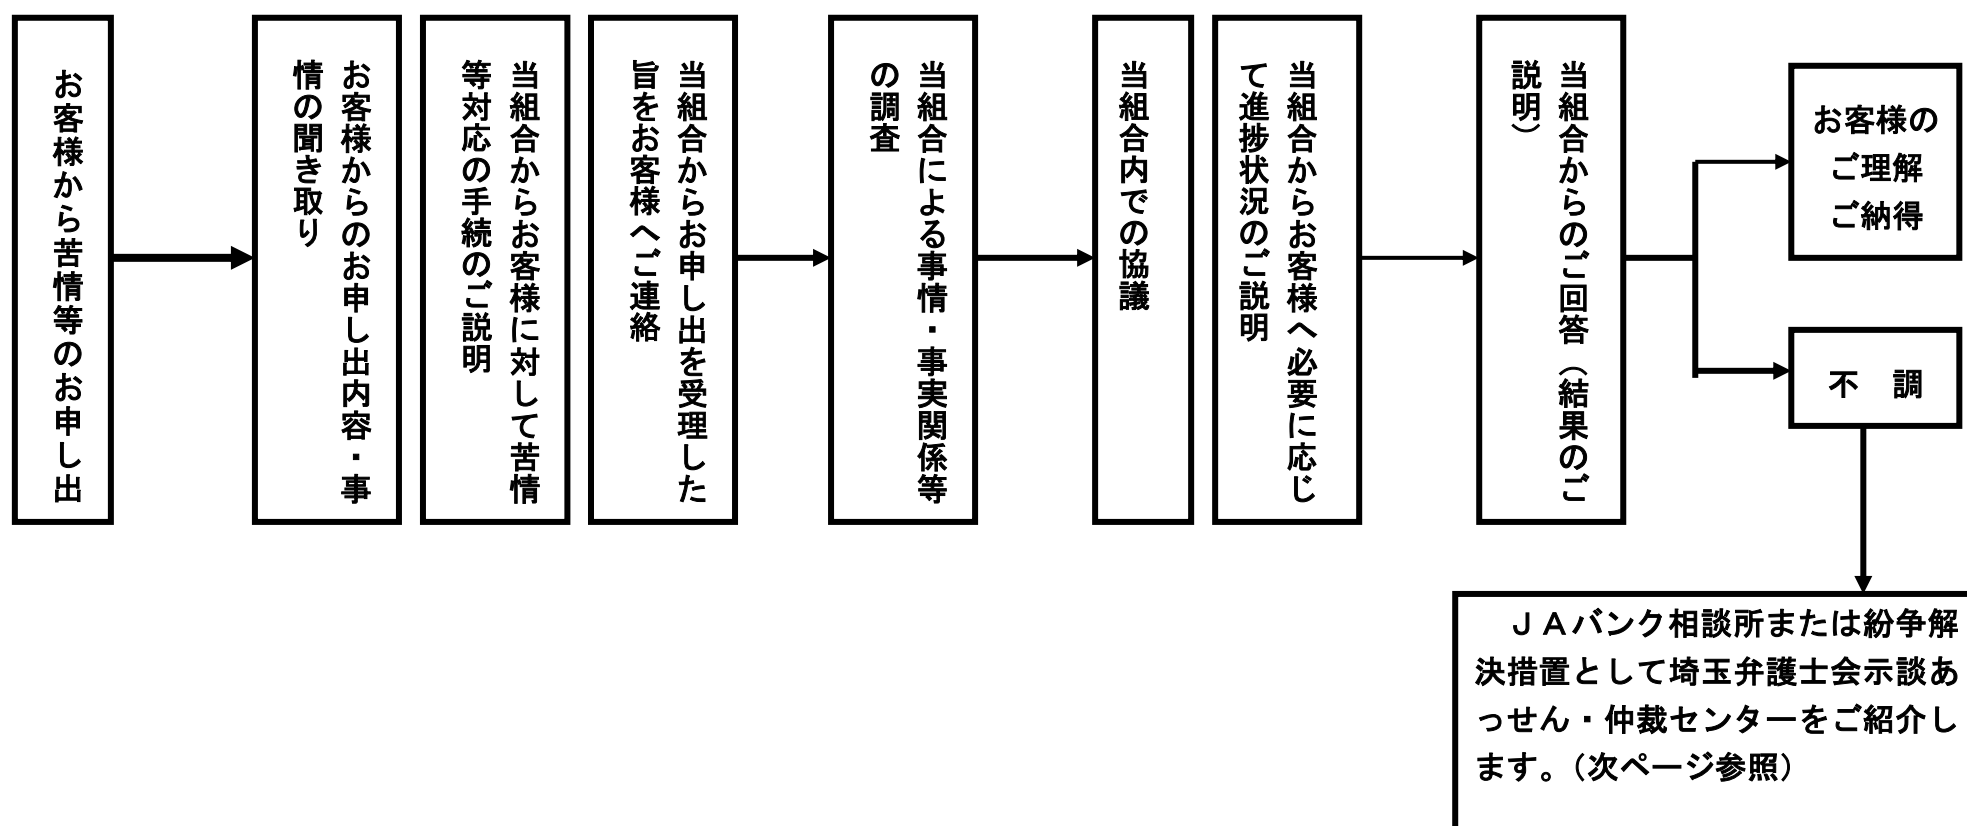 お客様から苦情等のお申し出
お客様からのお申し出内容・事
情の聞き取り
当組合からお客様に対して苦情
等対応の手続のご説明
当組合からお申し出を受理した
旨をお客様へご連絡
当組合による事情・事実関係等
の調査
当組合内での協議
当組合からお客様へ必要に応じ
て進捗状況のご説明
当組合からのご回答（結果のご
説明）
お客様の
ご理解
ご納得
不　調
ＪＡバンク相談所または紛争解
決措置として埼玉弁護士会示談あ
っせん・仲裁センターをご紹介し
ます。（次ページ参照）